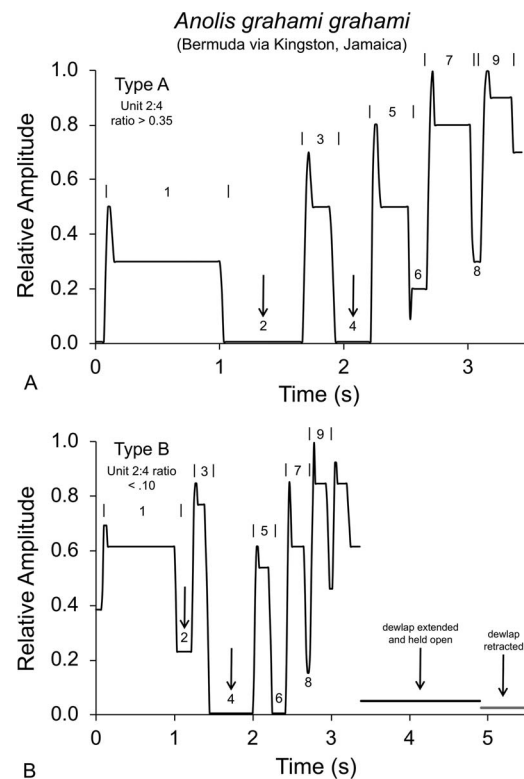 Anolis grahami grahami
(Bermuda via Kingston, Jamaica)
Type A
Unit 2:4
ratio > 0.35
1
2
3
4
5
6
7
8
9
1.0
0.8
0.6
0.4
0.2
0.0
Relative Amplitude
0
1
2
3
Time (s)
A
Type B
Unit 2:4 ratio
< .10
1
2
3
4
5
6
7
8
9
dewlap extended
and held open
dewlap
retracted
1.0
0.8
0.6
0.4
0.2
0.0
Relative Amplitude
0
1
2
3
4
5
Time (s)
B